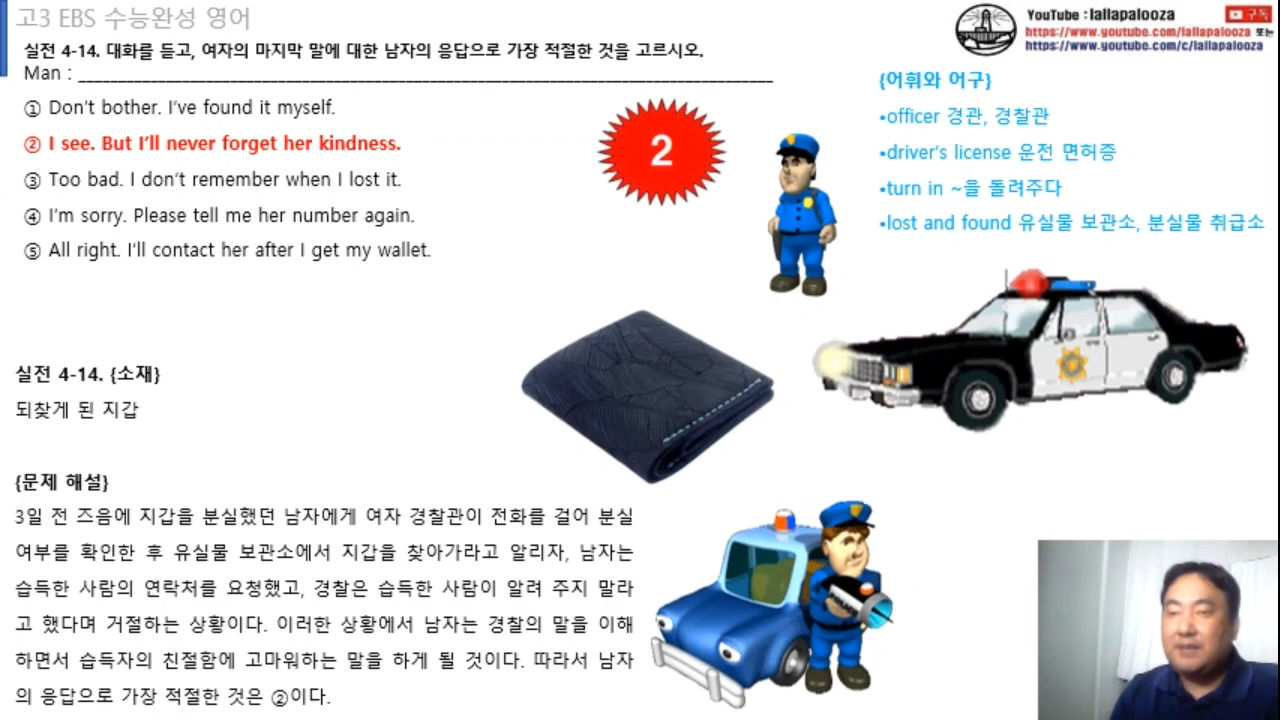 고3 EBS 수능완성 영어
실전 4-14. 대화를 듣고, 여자의 마지막 말에 대한 남자의 응답으로 가장 적절한 것을 고르시오.
Man : ______________________________________________
① Don't bother. I've found it myself.
② I see. But I'll never forget her kindness.
③ Too bad. I don't remember when I lost it.
④ I'm sorry. Please tell me her number again.
⑤ All right. I'll contact her after I get my wallet.
2
YouTube : lallapalooza
구독
https://www.youtube.com/lallapalooza 또는
https://www.youtube.com/c/lallapalooza
{어휘와 어구}
•officer 경관, 경찰관
•driver's license 운전 면허증
•turn in ~을 돌려주다
•lost and found 유실물 보관소, 분실물 취급소
실전 4-14. {소재}
되찾게 된 지갑
{문제 해설}
3일 전 즈음에 지갑을 분실했던 남자에게 여자 경찰관이 전화를 걸어 분실
여부를 확인한 후 유실물 보관소에서 지갑을 찾아가라고 알리자, 남자는
습득한 사람의 연락처를 요청했고, 경찰은 습득한 사람이 알려 주지 말라
고 했다며 거절하는 상황이다. 이러한 상황에서 남자는 경찰의 말을 이해
하면서 습득자의 친절함에 고마워하는 말을 하게 될 것이다. 따라서 남자
의 응답으로 가장 적절한 것은 ②이다.